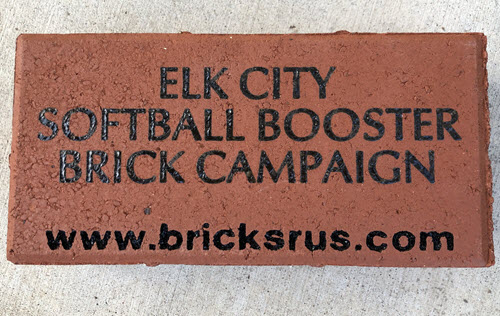 ELK CITY
SOFTBALL BOOSTER
BRICK CAMPAIGN
www.bricksrus.com